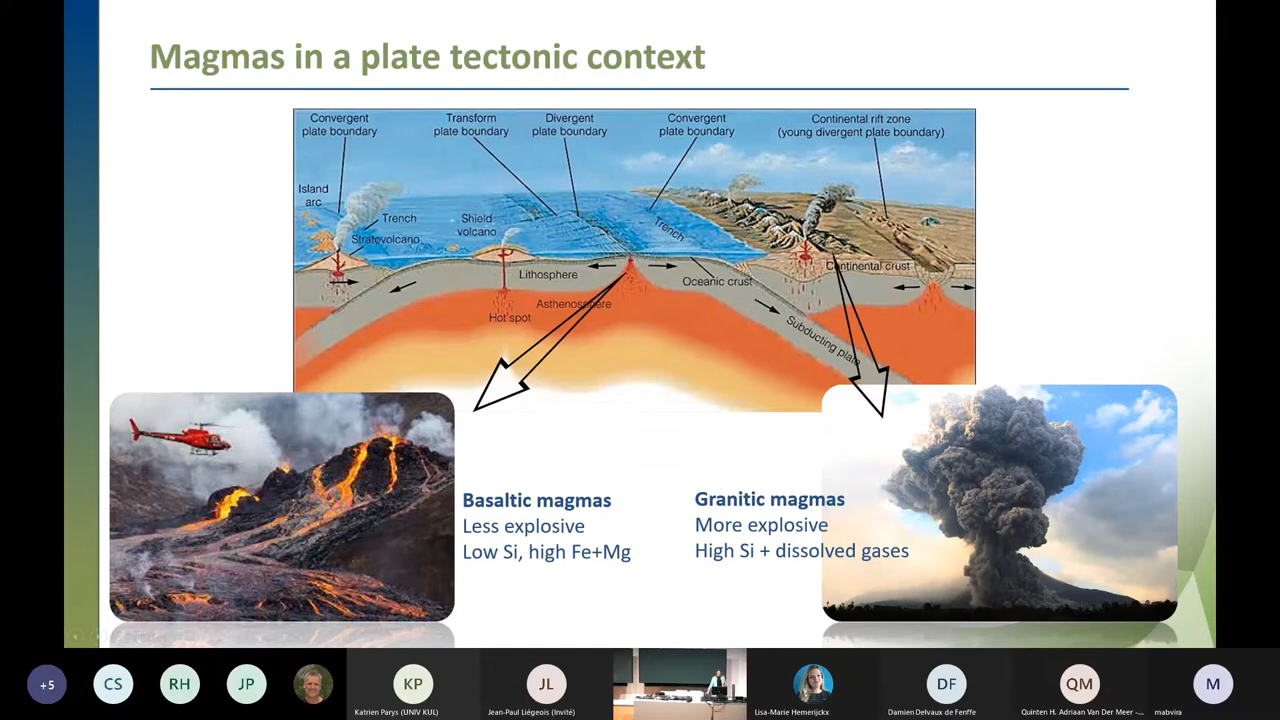 Magmas in a plate tectonic context
Convergent
plate boundary
Transform
plate boundary
Divergent
plate boundary
Convergent
plate boundary
Continental rift zone
(young divergent plate boundary)
Island
arc
Trench
Stratovolcano
Shield
volcano
Trench
Lithosphere
Oceanic crust
Continental crust
Asthenosphere
Hot spot
Subducting plate
Basaltic magmas
Less explosive
Low Si, high Fe+Mg
Granitic magmas
More explosive
High Si + dissolved gases
+5
CS
RH
JP
KP
Katrien Parys (UNIV KUL)
JL
Jean-Paul Liégeois (Invité)
Lisa-Marie Hemerijckx
DF
Damien Delvaux de Fenffe
QM
Quinten H. Adriaan Van Der Meer -...
M
mabvira